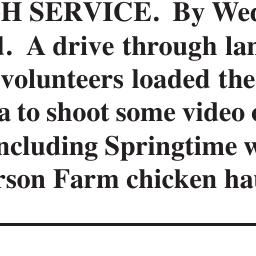 H SERVICE. By Wed
l. A drive through lan
volunteers loaded the
a to shoot some video
ncluding Springtime w
rson Farm chicken hau